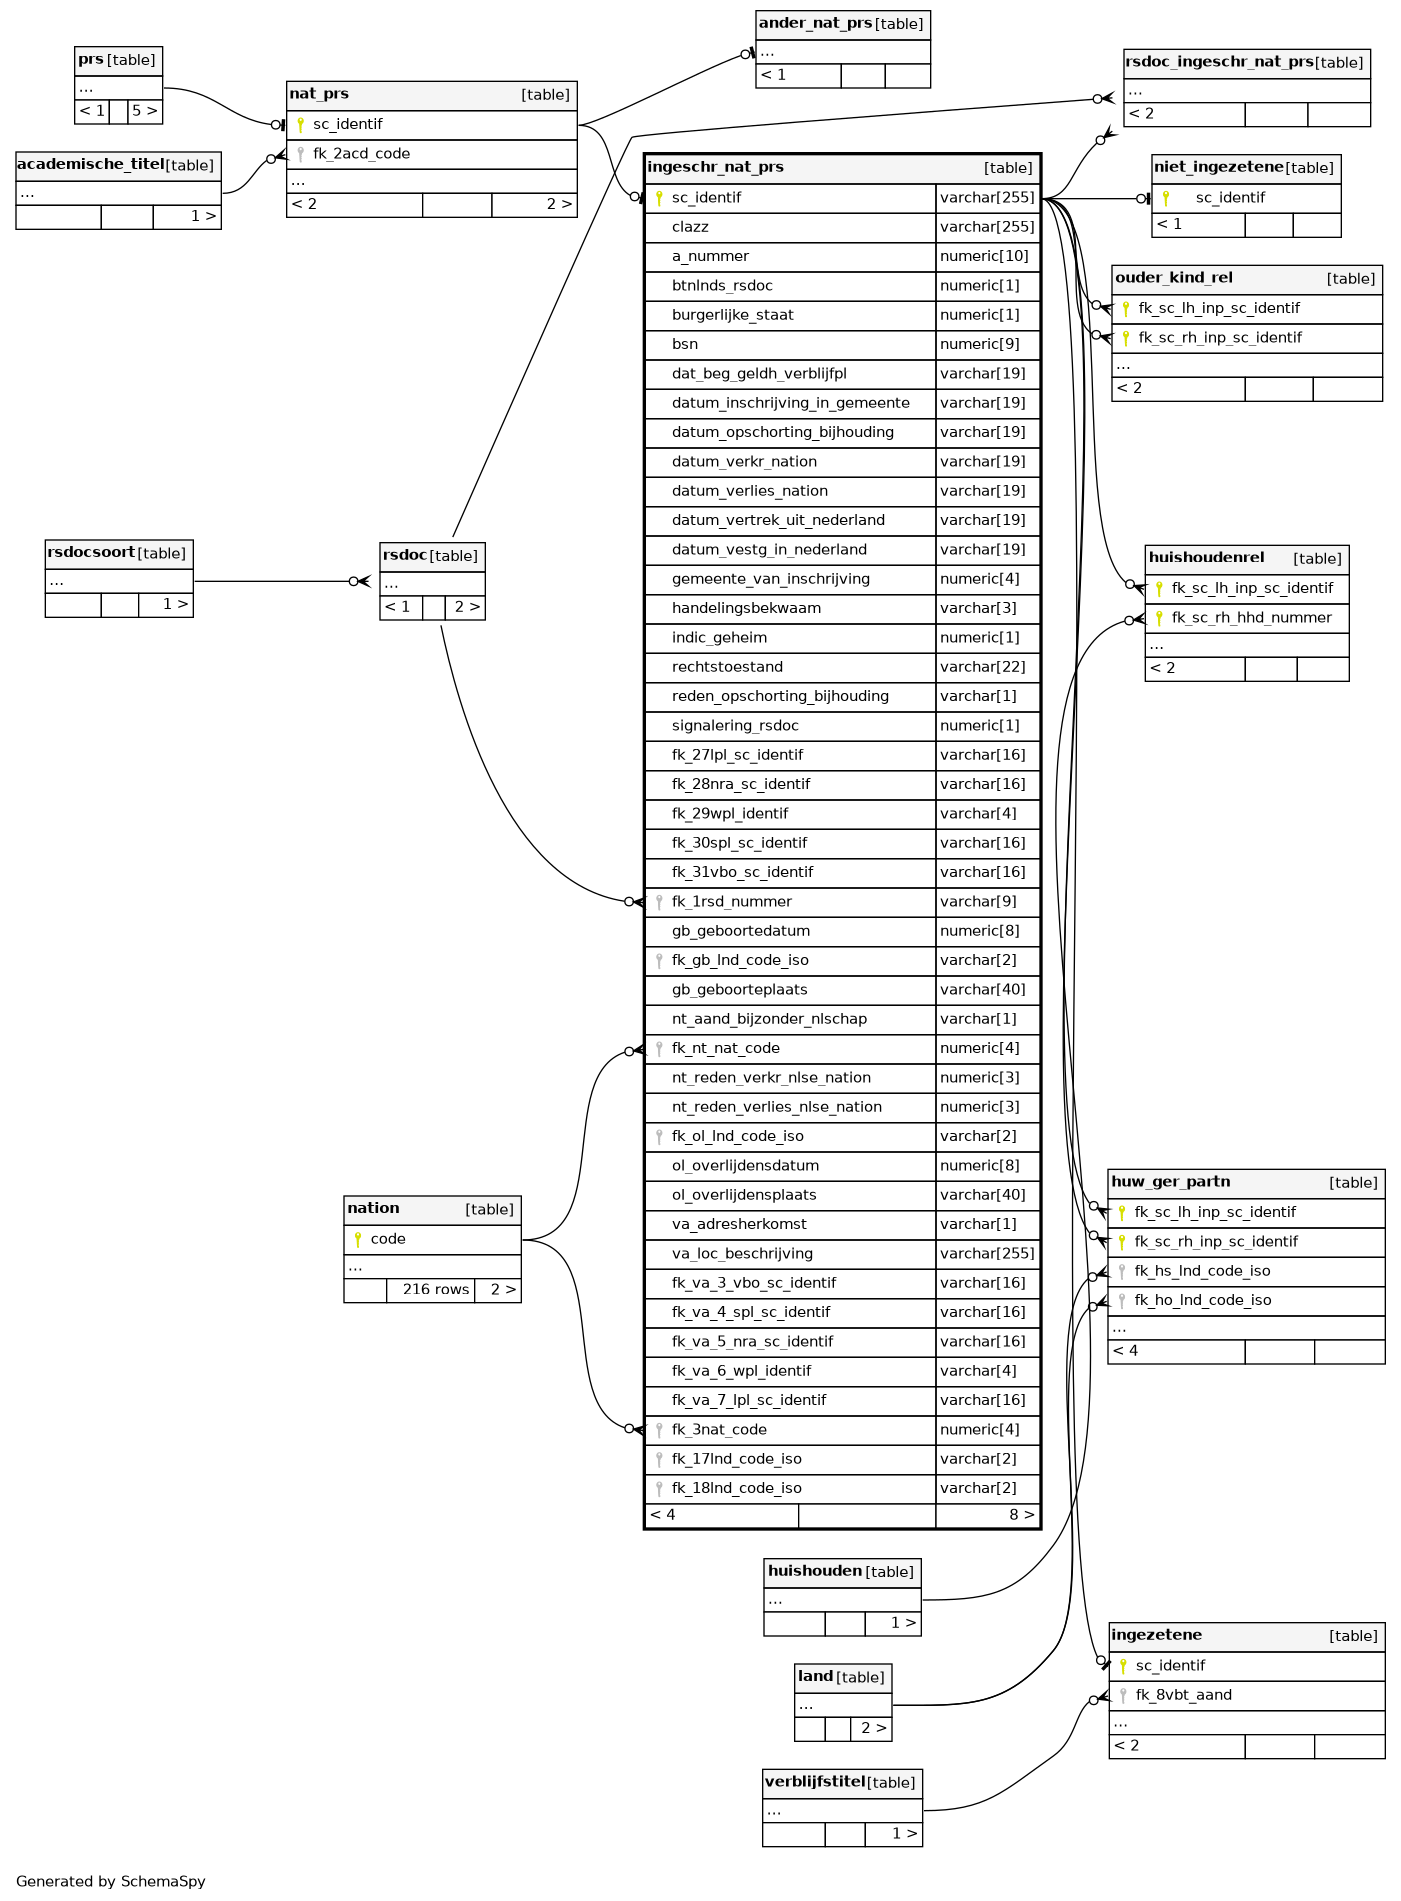 prs [table]
...
< 1 5 >
academische_titel [table]
...
1 >
nat_prs [table]
sc_identif
fk_2acd_code
...
< 2 2 >
ander_nat_prs [table]
...
< 1
rsdoc_ingeschr_nat_prs [table]
...
< 2
niet_ingezetene [table]
sc_identif
< 1
ouder_kind_rel [table]
fk_sc_lh_inp_sc_identif
fk_sc_rh_inp_sc_identif
...
< 2
ingeschr_nat_prs [table]
sc_identif varchar[255]
clazz varchar[255]
a_nummer numeric[10]
btnlnds_rsdoc numeric[1]
burgerlijke_staat numeric[1]
bsn numeric[9]
dat_beg_geldh_verblijfpl varchar[19]
datum_inschrijving_in_gemeente varchar[19]
datum_opschorting_bijhouding varchar[19]
datum_verkr_nation varchar[19]
datum_verlies_nation varchar[19]
datum_vertrek_uit_nederland varchar[19]
datum_vestg_in_nederland varchar[19]
gemeente_van_inschrijving numeric[4]
handelingsbekwaam varchar[3]
indic_geheim numeric[1]
rechtstoestand varchar[22]
reden_opschorting_bijhouding varchar[1]
signalering_rsdoc numeric[1]
fk_27lpl_sc_identif varchar[16]
fk_28nra_sc_identif varchar[16]
fk_29wpl_identif varchar[4]
fk_30spl_sc_identif varchar[16]
fk_31vbo_sc_identif varchar[16]
fk_1rsd_nummer varchar[9]
gb_geboortedatum numeric[8]
fk_gb_lnd_code_iso varchar[2]
gb_geboorteplaats varchar[40]
nt_aand_bijzonder_nlschap varchar[1]
fk_nt_nat_code numeric[4]
nt_reden_verkr_nlse_nation numeric[3]
nt_reden_verlies_nlse_nation numeric[3]
fk_ol_lnd_code_iso varchar[2]
ol_overlijdensdatum numeric[8]
ol_overlijdensplaats varchar[40]
va_adresherkomst varchar[1]
va_loc_beschrijving varchar[255]
fk_va_3_vbo_sc_identif varchar[16]
fk_va_4_spl_sc_identif varchar[16]
fk_va_5_nra_sc_identif varchar[16]
fk_va_6_wpl_identif varchar[4]
fk_va_7_lpl_sc_identif varchar[16]
fk_3nat_code numeric[4]
fk_17lnd_code_iso varchar[2]
fk_18lnd_code_iso varchar[2]
< 4 8 >
rsdocsoort [table]
...
1 >
rsdoc [table]
...
< 1 2 >
huishoudenrel [table]
fk_sc_lh_inp_sc_identif
fk_sc_rh_hhd_nummer
...
< 2
nation [table]
code
...
216 rows 2 >
huw_ger_partn [table]
fk_sc_lh_inp_sc_identif
fk_sc_rh_inp_sc_identif
fk_hs_lnd_code_iso
fk_ho_lnd_code_iso
...
< 4
huishouden [table]
...
1 >
land [table]
...
2 >
ingezetene [table]
sc_identif
fk_8vbt_aand
...
< 2
verblijfstitel [table]
...
1 >
Generated by SchemaSpy